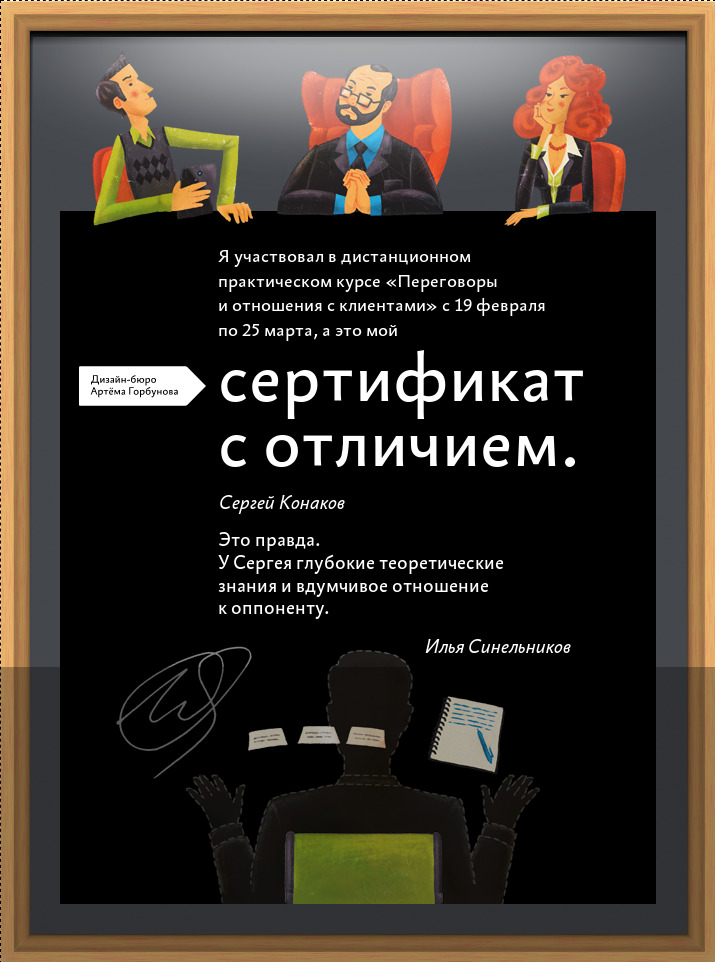 Я участвовал в дистанционном
практическом курсе «Переговоры
и отношения с клиентами» с 19 февраля
по 25 марта, а это мой
Дизайн-бюро
Артёма Горбунова
сертификат
с отличием.
Сергей Конаков
Это правда.
У Сергея глубокие теоретические
знания и вдумчивое отношение
к оппоненту.
Илья Синельников